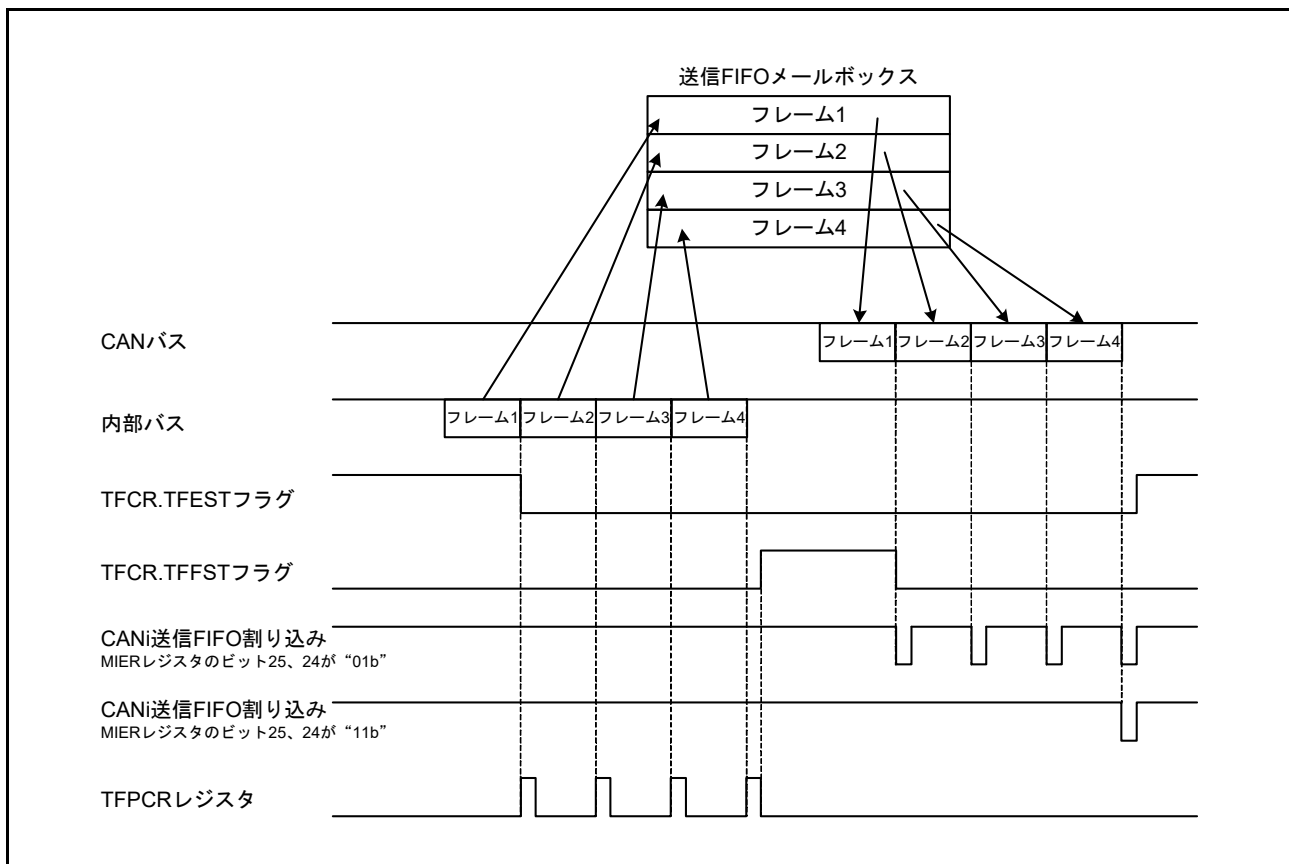 送信FIFOメールボックス
フレーム1
フレーム2
フレーム3
フレーム4
CANバス
フレーム1 フレーム2 フレーム3 フレーム4
内部バス
フレーム1 フレーム2 フレーム3 フレーム4
TFCR.TFESTフラグ
TFCR.TFFSTフラグ
CANi送信FIFO割り込み
MIERレジスタのビット25、24が“01b”
CANi送信FIFO割り込み
MIERレジスタのビット25、24が“11b”
TFPCRレジスタ